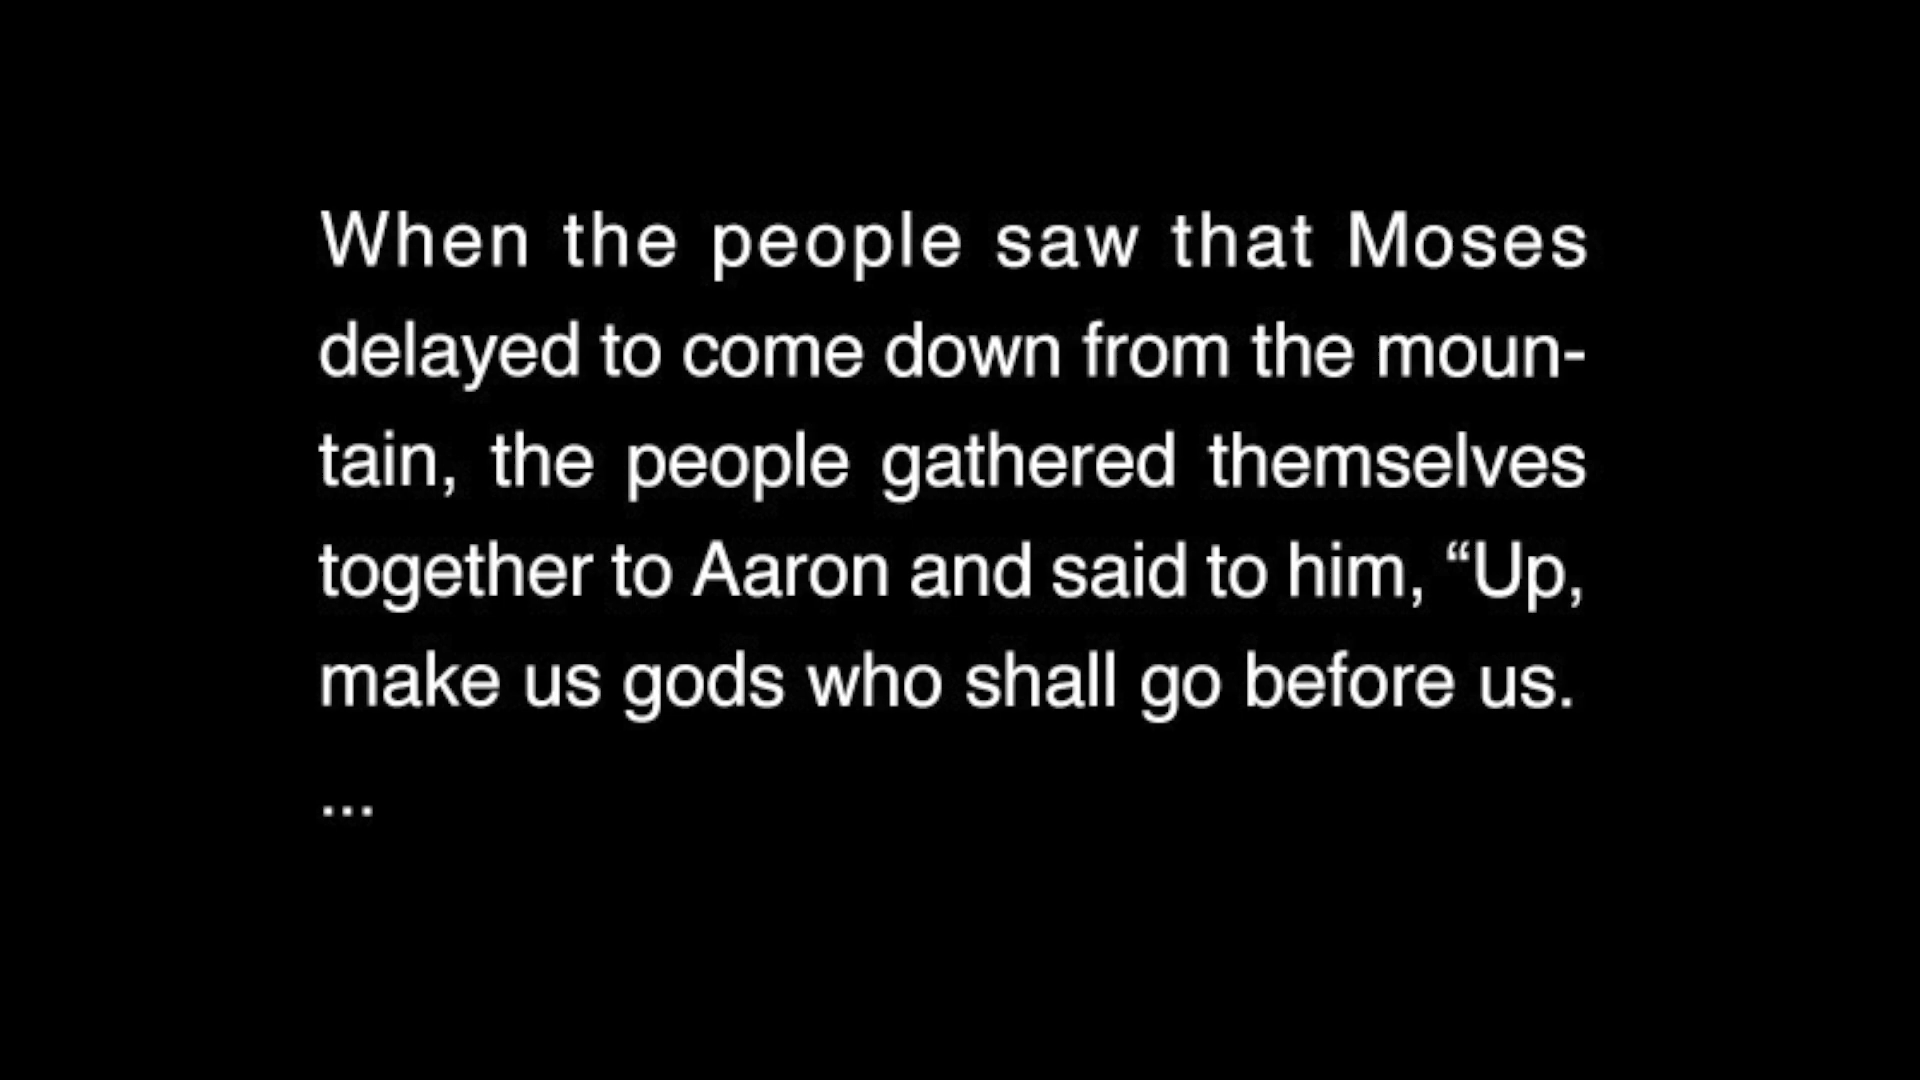 When the people saw that Moses
delayed to come down from the moun-
tain, the people gathered themselves
together to Aaron and said to him, “Up,
make us gods who shall go before us.
...